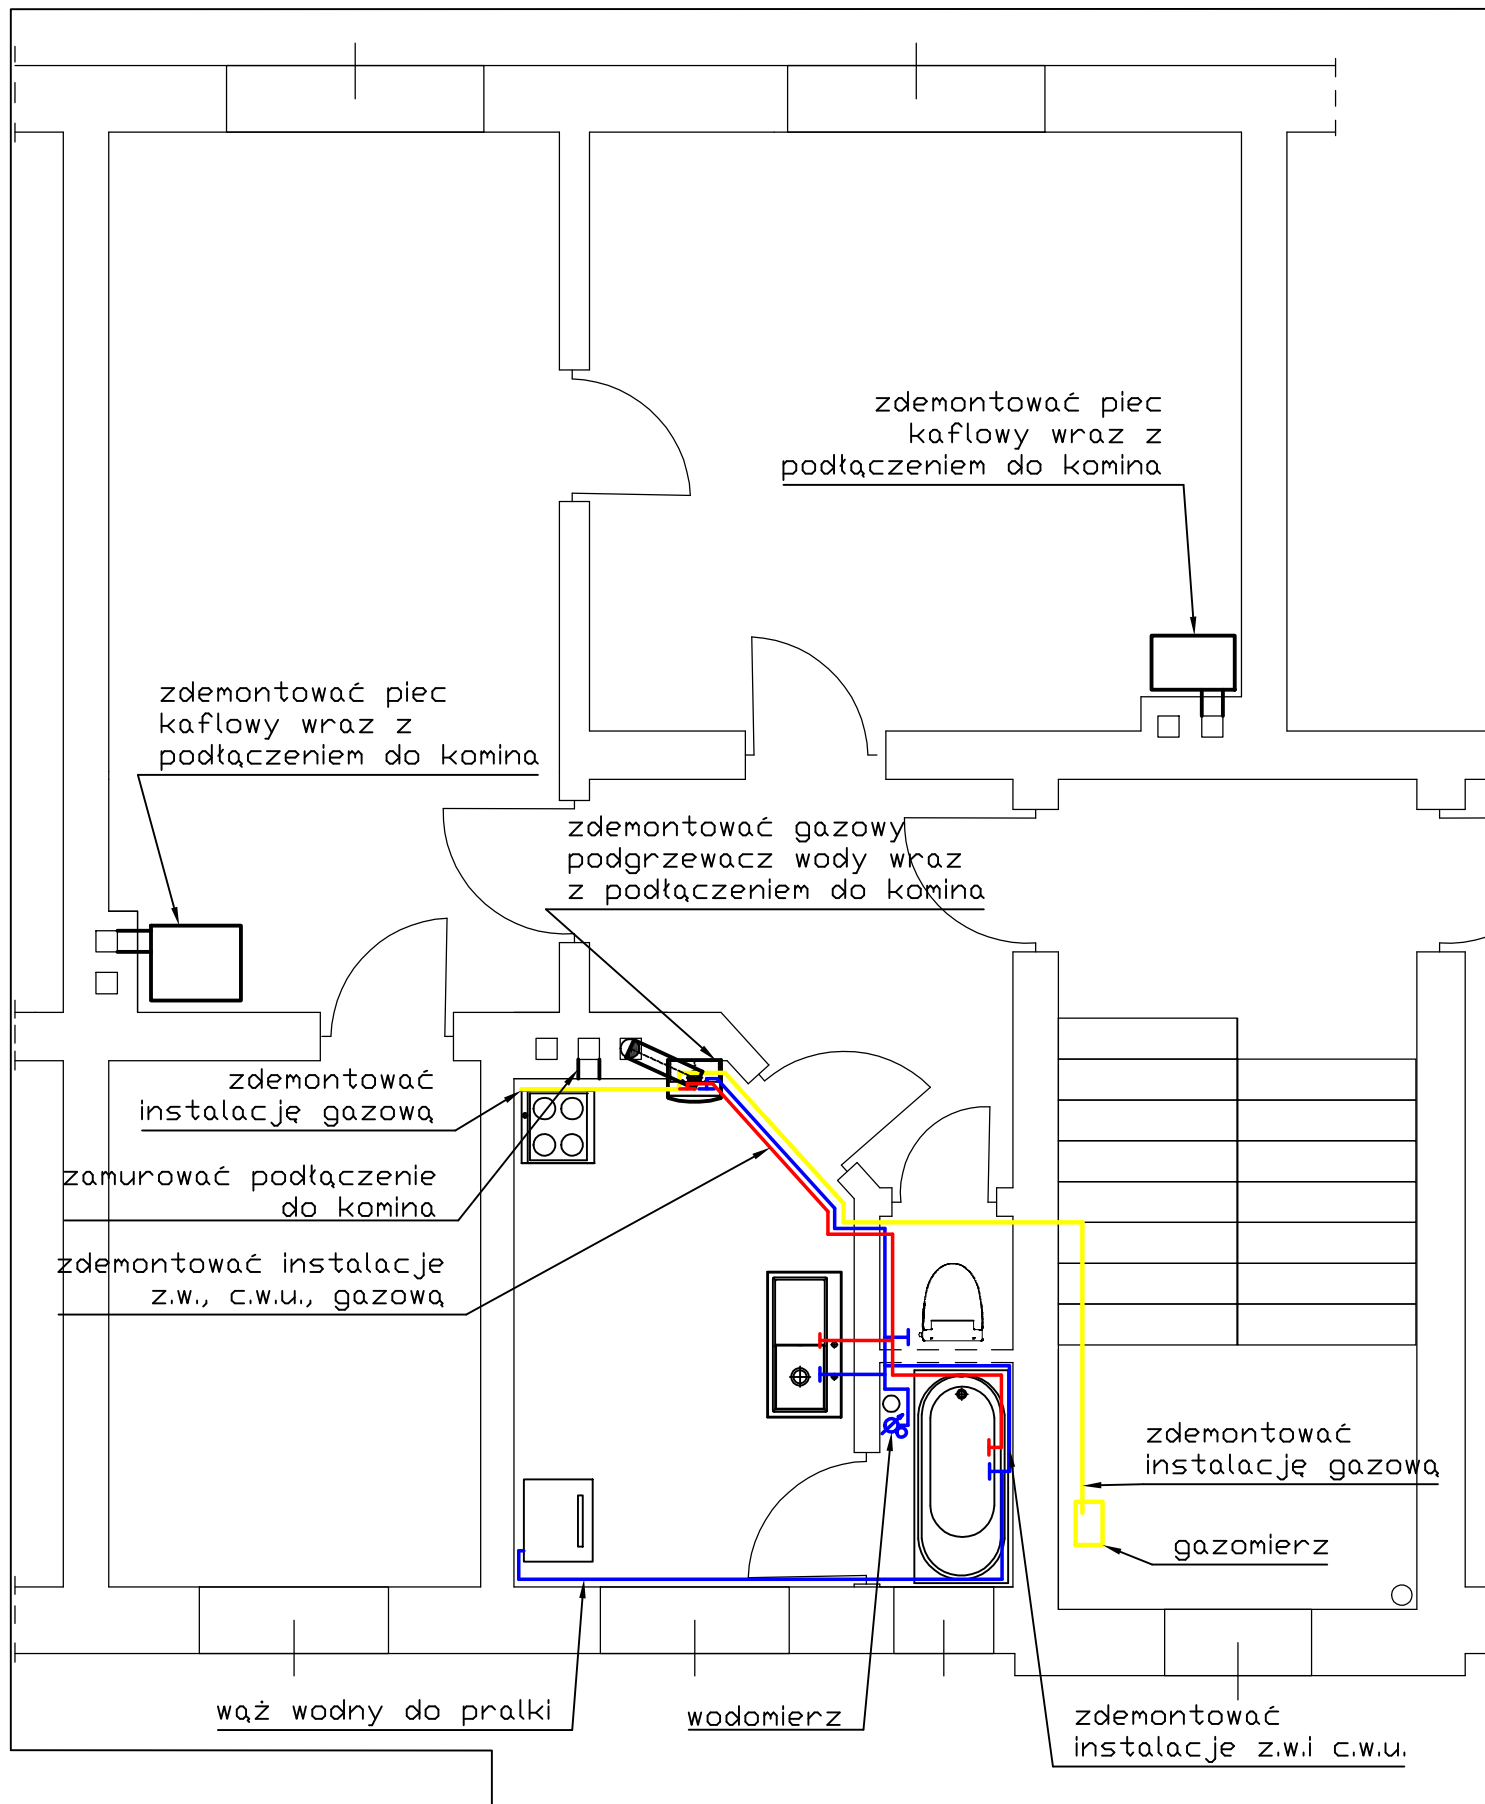 zdemontować piec
kaflowy wraz z
podłączeniem do komina
zdemontować piec
kaflowy wraz z
podłączeniem do komina
zdemontować gazowy
podgrzewacz wody wraz
z podłączeniem do komina
zdemontować
instalację gazową
zamurować podłączenie
do komina
zdemontować instalacje
z.w., c.w.u., gazową
zdemontować
instalację gazową
gazomierz
wąż wodny do pralki
wodomierz
zdemontować
instalacje z.w.i c.w.u.